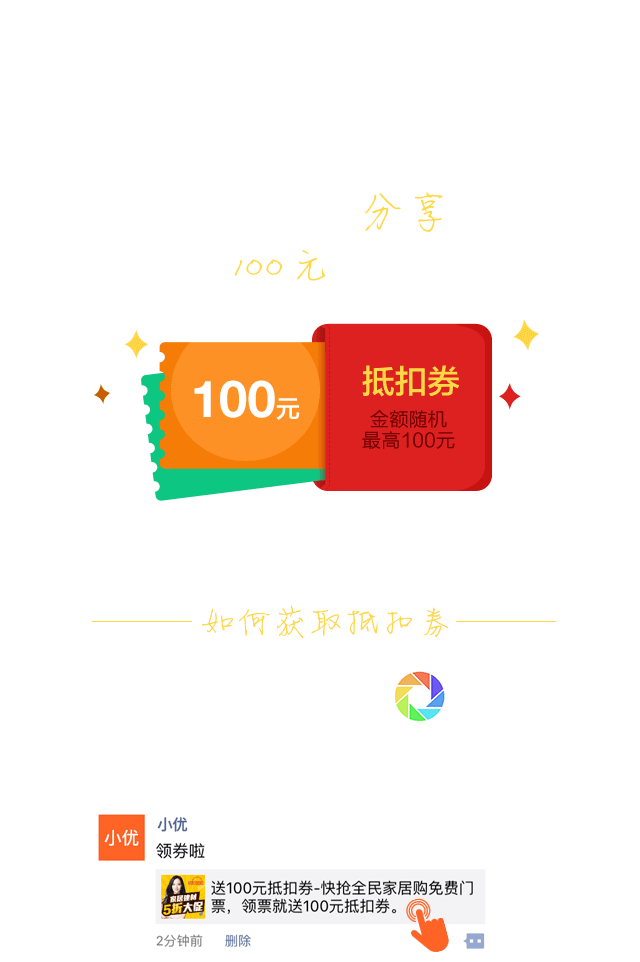 分享
100元
100元
抵扣券
金额随机
最高100元
如何获取抵扣券
小优
小优
领券啦
家居建材
5折大促
送100元抵扣券-快抢全民家居购免费门
票，领票就送100元抵扣券。
2分钟前 删除